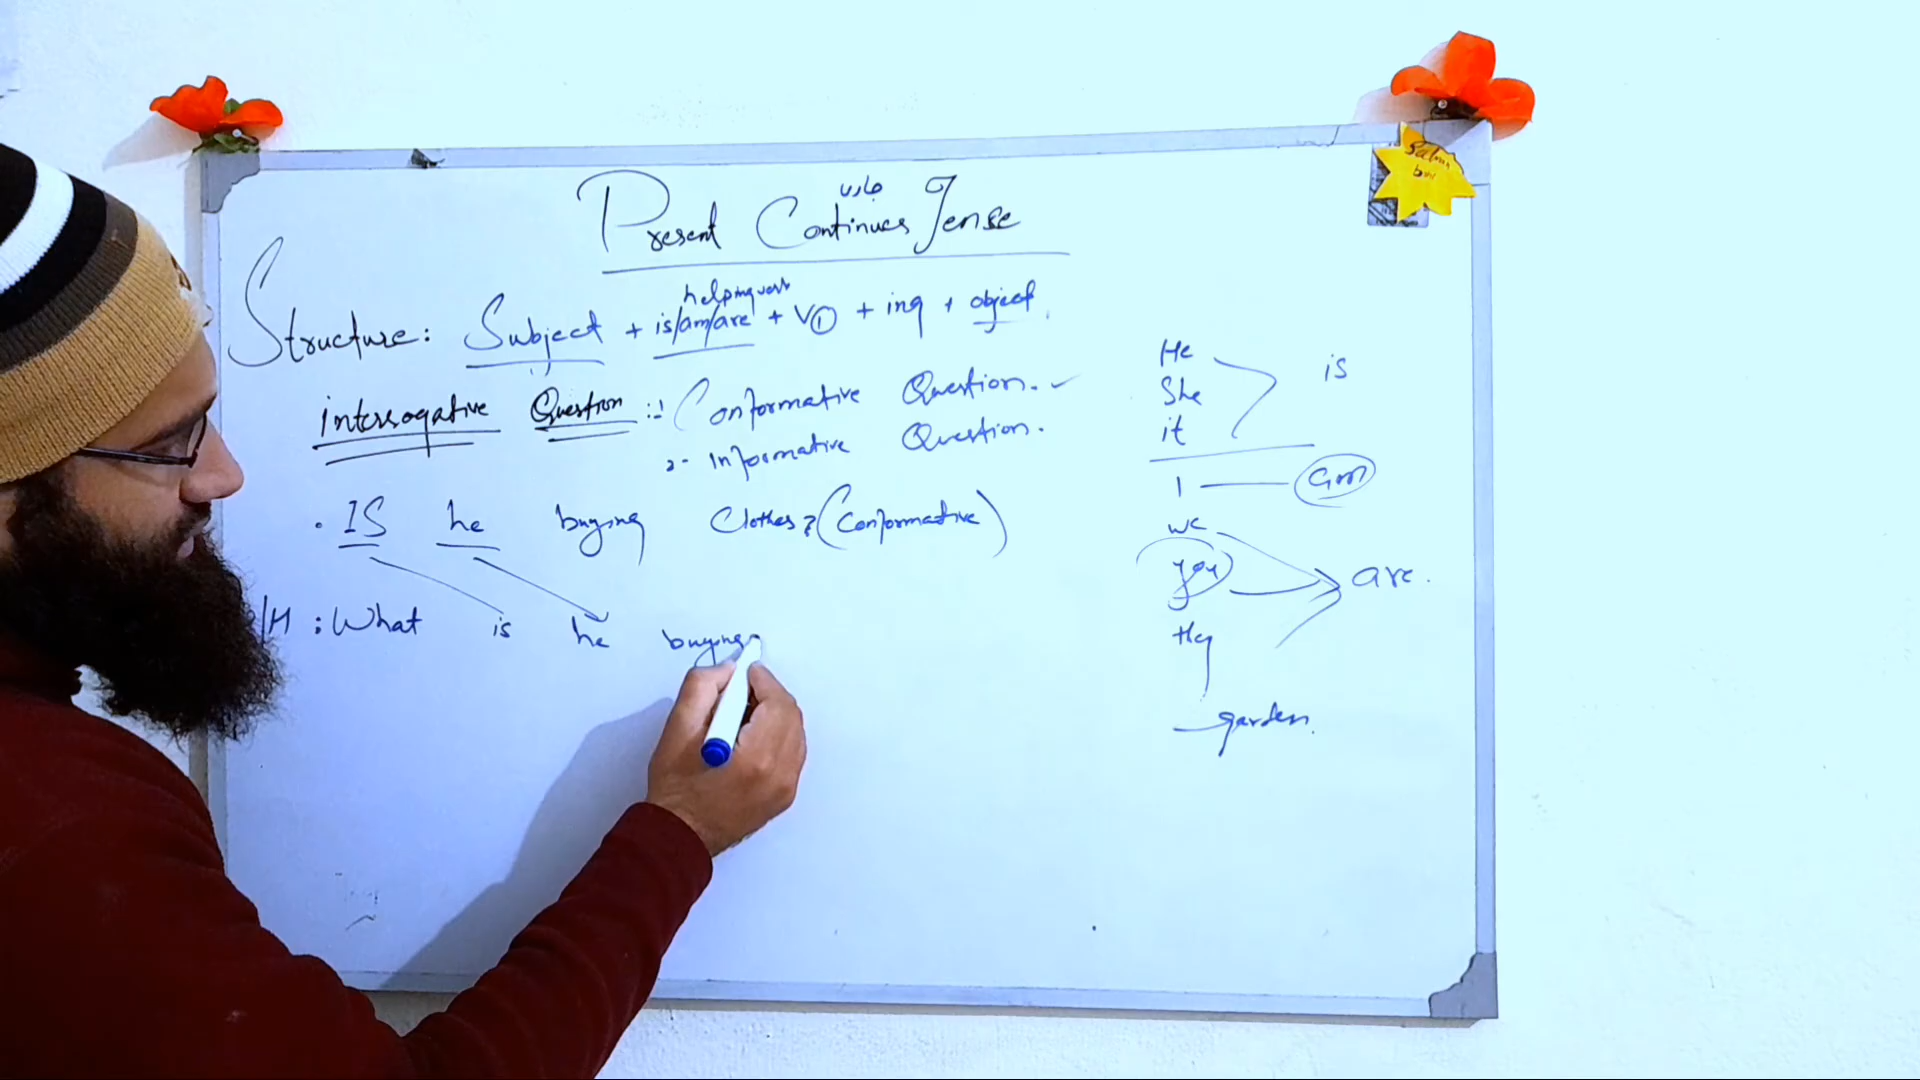 جاری
Present Continues Tense
helping verb
Structure: Subject + is/am/are + V① + ing + object.
interrogative Question :- 1 Conformative Question. ✓
2- Informative Question.
• IS he buying Clothes? (Conformative)
/H : What is he buying
He
She is
it
I — am
we
you are.
they
garden.